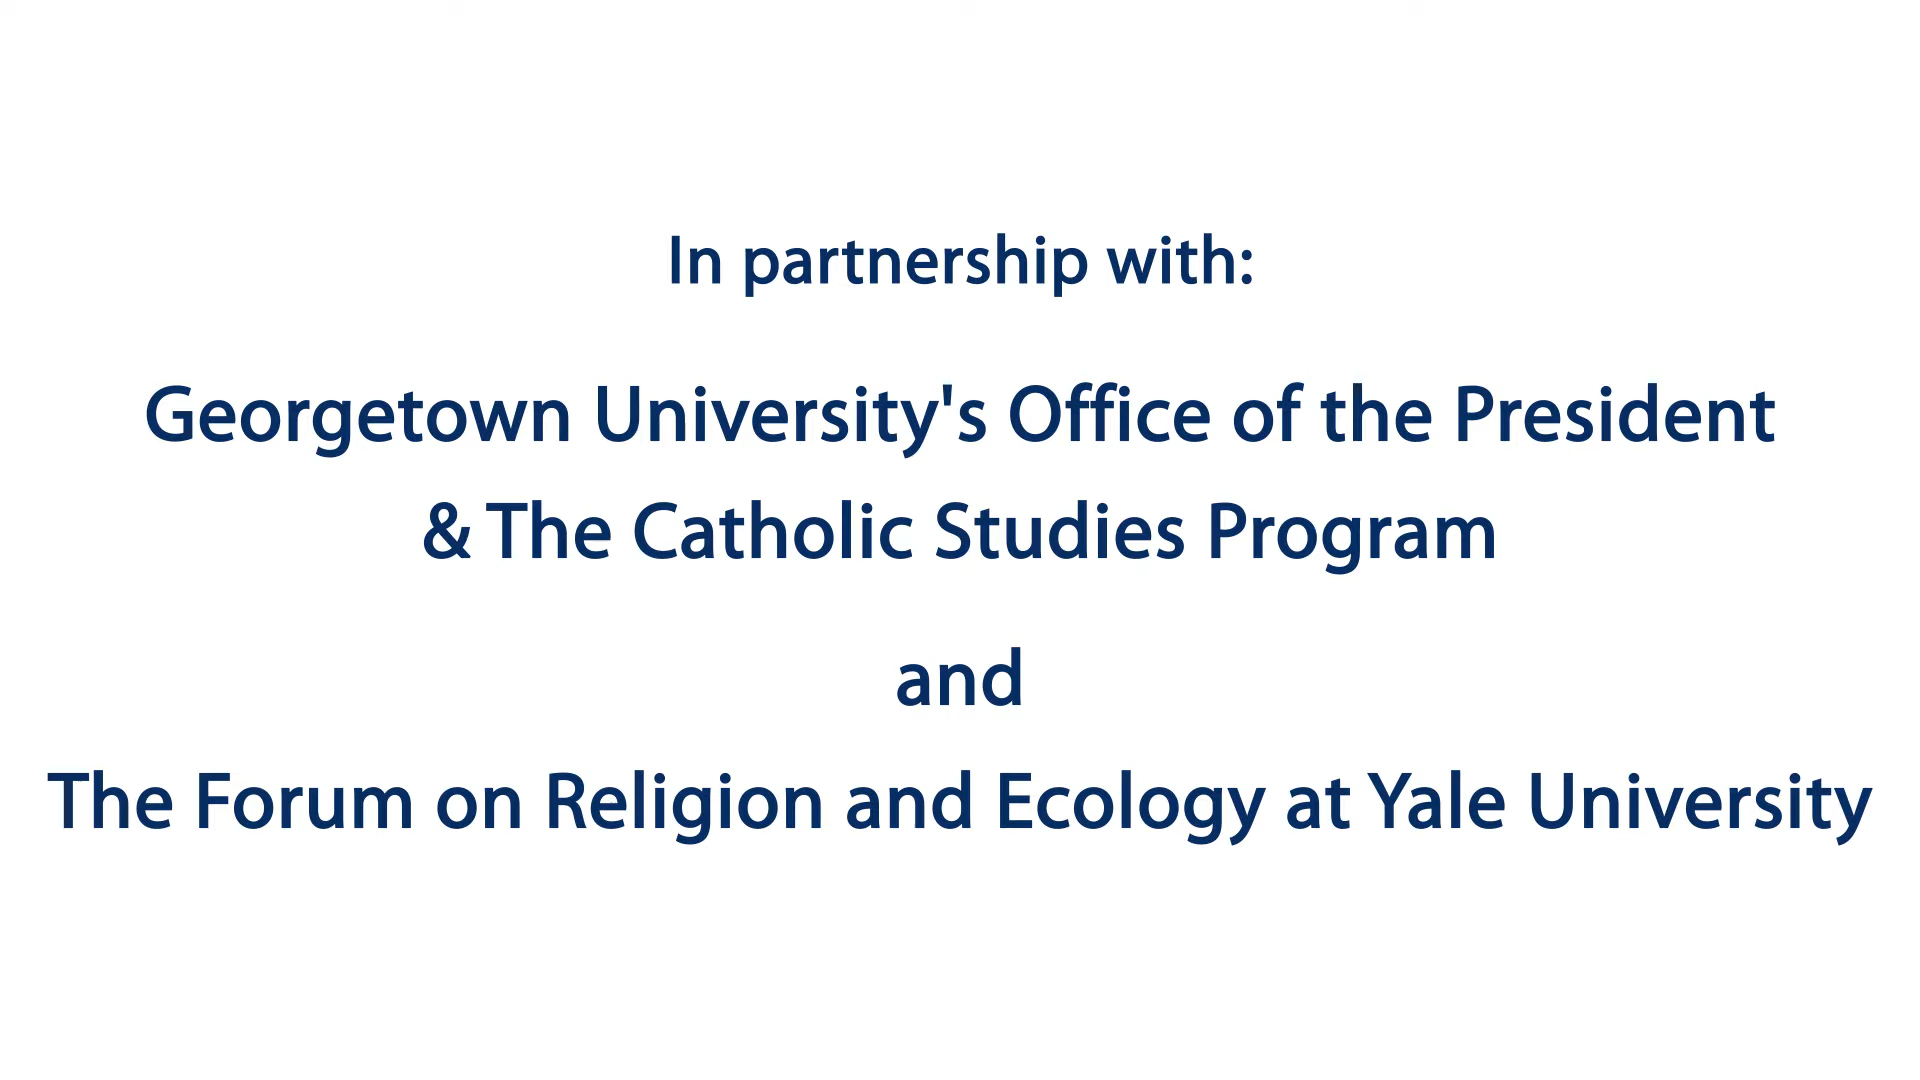 In partnership with:
Georgetown University's Office of the President
& The Catholic Studies Program
and
The Forum on Religion and Ecology at Yale University